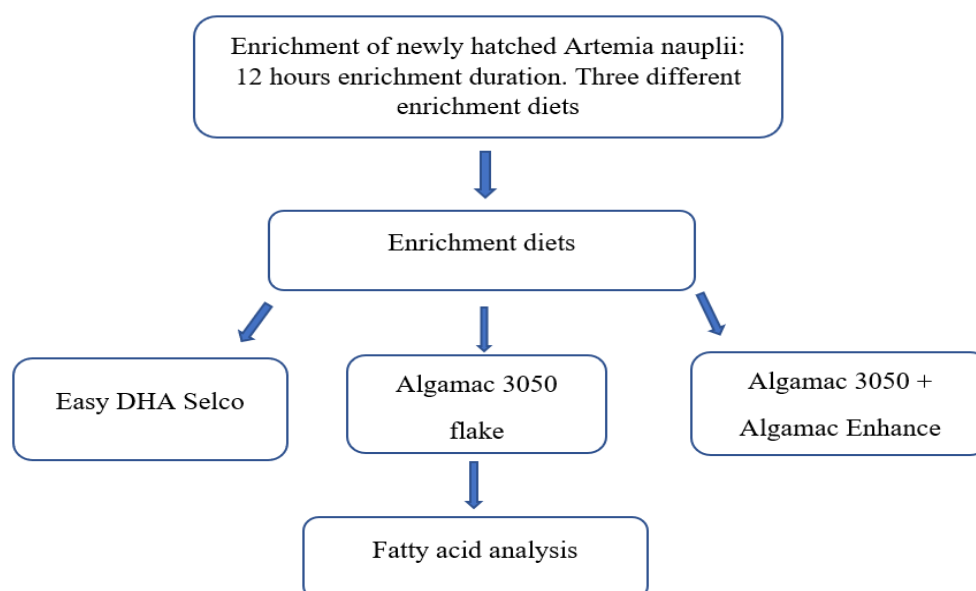 Enrichment of newly hatched Artemia nauplii:
12 hours enrichment duration. Three different
enrichment diets
Enrichment diets
Easy DHA Selco
Algamac 3050
flake
Algamac 3050 +
Algamac Enhance
Fatty acid analysis